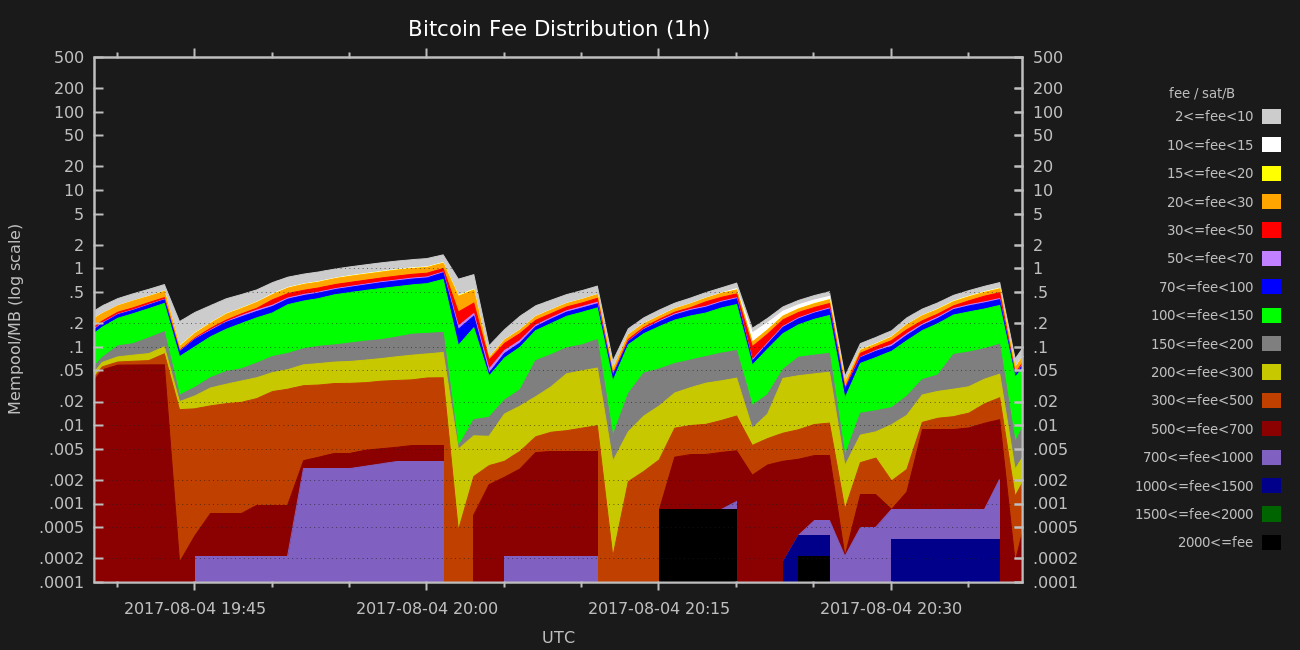 Bitcoin Fee Distribution (1h)
Mempool/MB (log scale)
500
200
100
50
20
10
5
2
1
.5
.2
.1
.05
.02
.01
.005
.002
.001
.0005
.0002
.0001
500
200
100
50
20
10
5
2
1
.5
.2
.1
.05
.02
.01
.005
.002
.001
.0005
.0002
.0001
fee / sat/B
2<=fee<10
10<=fee<15
15<=fee<20
20<=fee<30
30<=fee<50
50<=fee<70
70<=fee<100
100<=fee<150
150<=fee<200
200<=fee<300
300<=fee<500
500<=fee<700
700<=fee<1000
1000<=fee<1500
1500<=fee<2000
2000<=fee
2017-08-04 19:45
2017-08-04 20:00
2017-08-04 20:15
2017-08-04 20:30
UTC